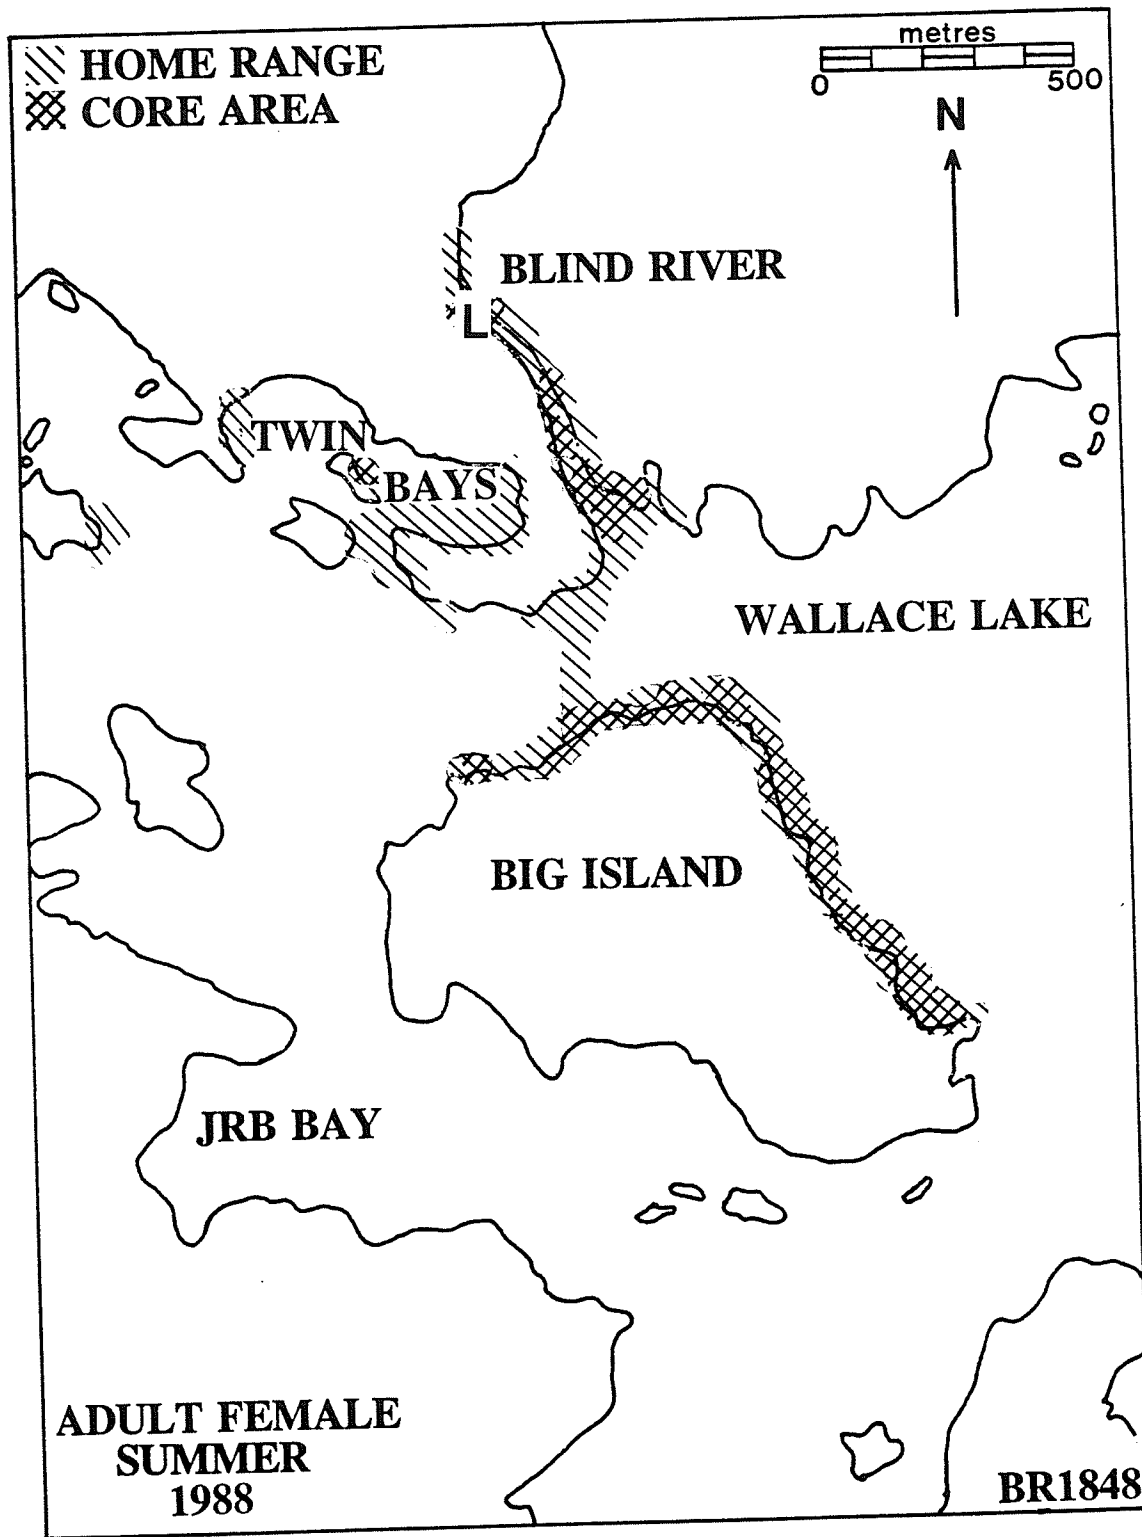 HOME RANGE
CORE AREA
metres
0 500
N
BLIND RIVER
L
TWIN
BAYS
WALLACE LAKE
BIG ISLAND
JRB BAY
ADULT FEMALE
SUMMER
1988
BR1848